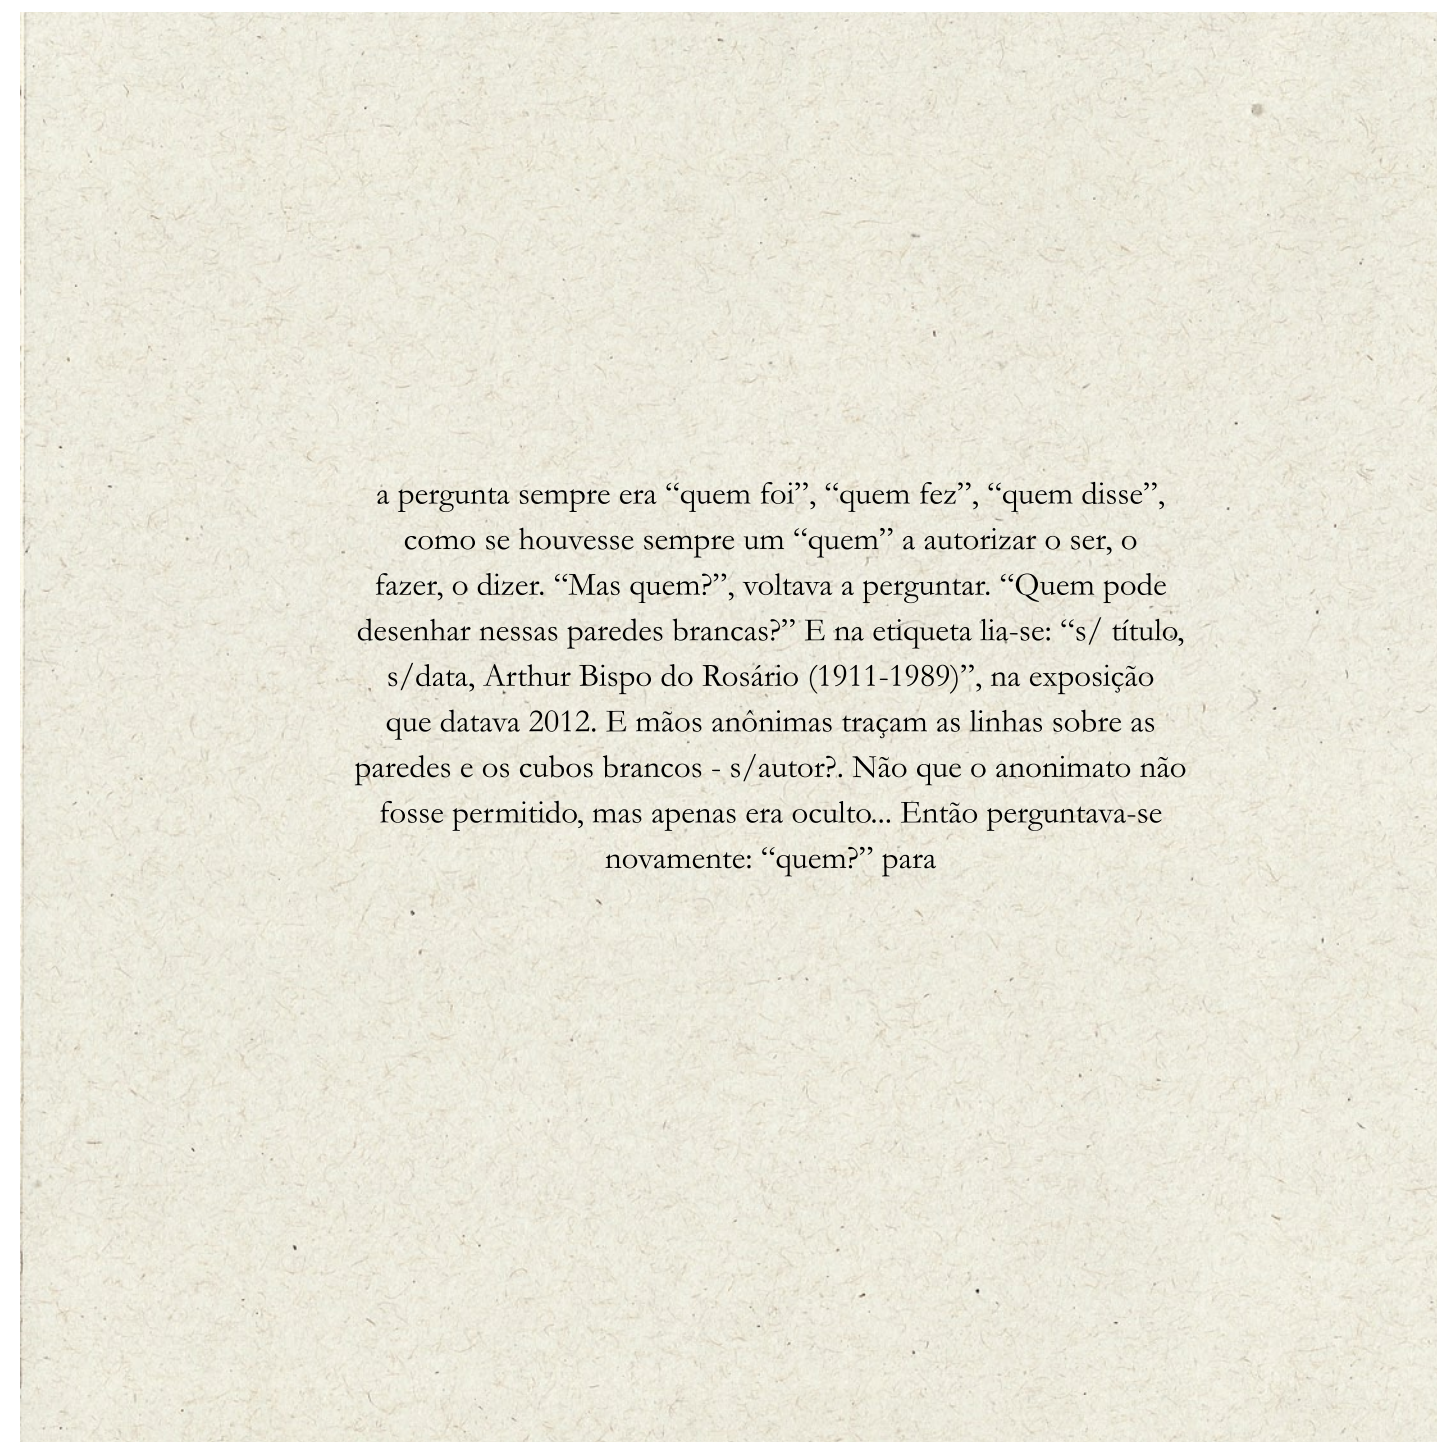 a pergunta sempre era “quem foi”, “quem fez”, “quem disse”,
como se houvesse sempre um “quem” a autorizar o ser, o
fazer, o dizer. “Mas quem?”, voltava a perguntar. “Quem pode
desenhar nessas paredes brancas?” E na etiqueta lia-se: “s/ título,
s/data, Arthur Bispo do Rosário (1911-1989)”, na exposição
que datava 2012. E mãos anônimas traçam as linhas sobre as
paredes e os cubos brancos - s/autor?. Não que o anonimato não
fosse permitido, mas apenas era oculto... Então perguntava-se
novamente: “quem?” para